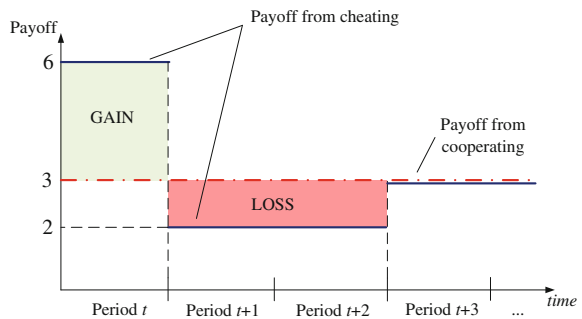 Payoff from cheating
Payoff
6
GAIN
Payoff from
cooperating
3
LOSS
2
time
Period t
Period t+1
Period t+2
Period t+3
...